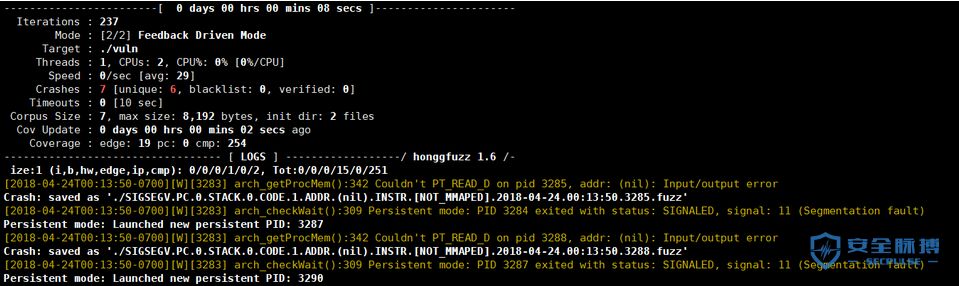 ------------------------[  0 days 00 hrs 00 mins 08 secs ]----------------------
Iterations : 237
Mode : [2/2] Feedback Driven Mode
Target : ./vuln
Threads : 1, CPUs: 2, CPU%: 0% [0%/CPU]
Speed : 0/sec [avg: 29]
Crashes : 7 [unique: 6, blacklist: 0, verified: 0]
Timeouts : 0 [10 sec]
Corpus Size : 7, max size: 8,192 bytes, init dir: 2 files
Cov Update : 0 days 00 hrs 00 mins 02 secs ago
Coverage : edge: 19 pc: 0 cmp: 254
---------------------------------- [ LOGS ] ------------------/ honggfuzz 1.6 /-
ize:1 (i,b,hw,edge,ip,cmp): 0/0/0/1/0/2, Tot:0/0/0/15/0/251
[2018-04-24T00:13:50-0700][W][3283] arch_getProcMem():342 Couldn't PT_READ_D on pid 3285, addr: (nil): Input/output error
Crash: saved as './SIGSEGV.PC.0.STACK.0.CODE.1.ADDR.(nil).INSTR.[NOT_MMAPED].2018-04-24.00:13:50.3285.fuzz'
[2018-04-24T00:13:50-0700][W][3283] arch_checkWait():309 Persistent mode: PID 3284 exited with status: SIGNALED, signal: 11 (Segmentation fault)
Persistent mode: Launched new persistent PID: 3287
[2018-04-24T00:13:50-0700][W][3283] arch_getProcMem():342 Couldn't PT_READ_D on pid 3288, addr: (nil): Input/output error
Crash: saved as './SIGSEGV.PC.0.STACK.0.CODE.1.ADDR.(nil).INSTR.[NOT_MMAPED].2018-04-24.00:13:50.3288.fuzz'
[2018-04-24T00:13:50-0700][W][3283] arch_checkWait():309 Persistent mode: PID 3287 exited with status: SIGNALED, signal: 11 (Segmentation fault)
Persistent mode: Launched new persistent PID: 3290
安全脉搏
SECPULSE